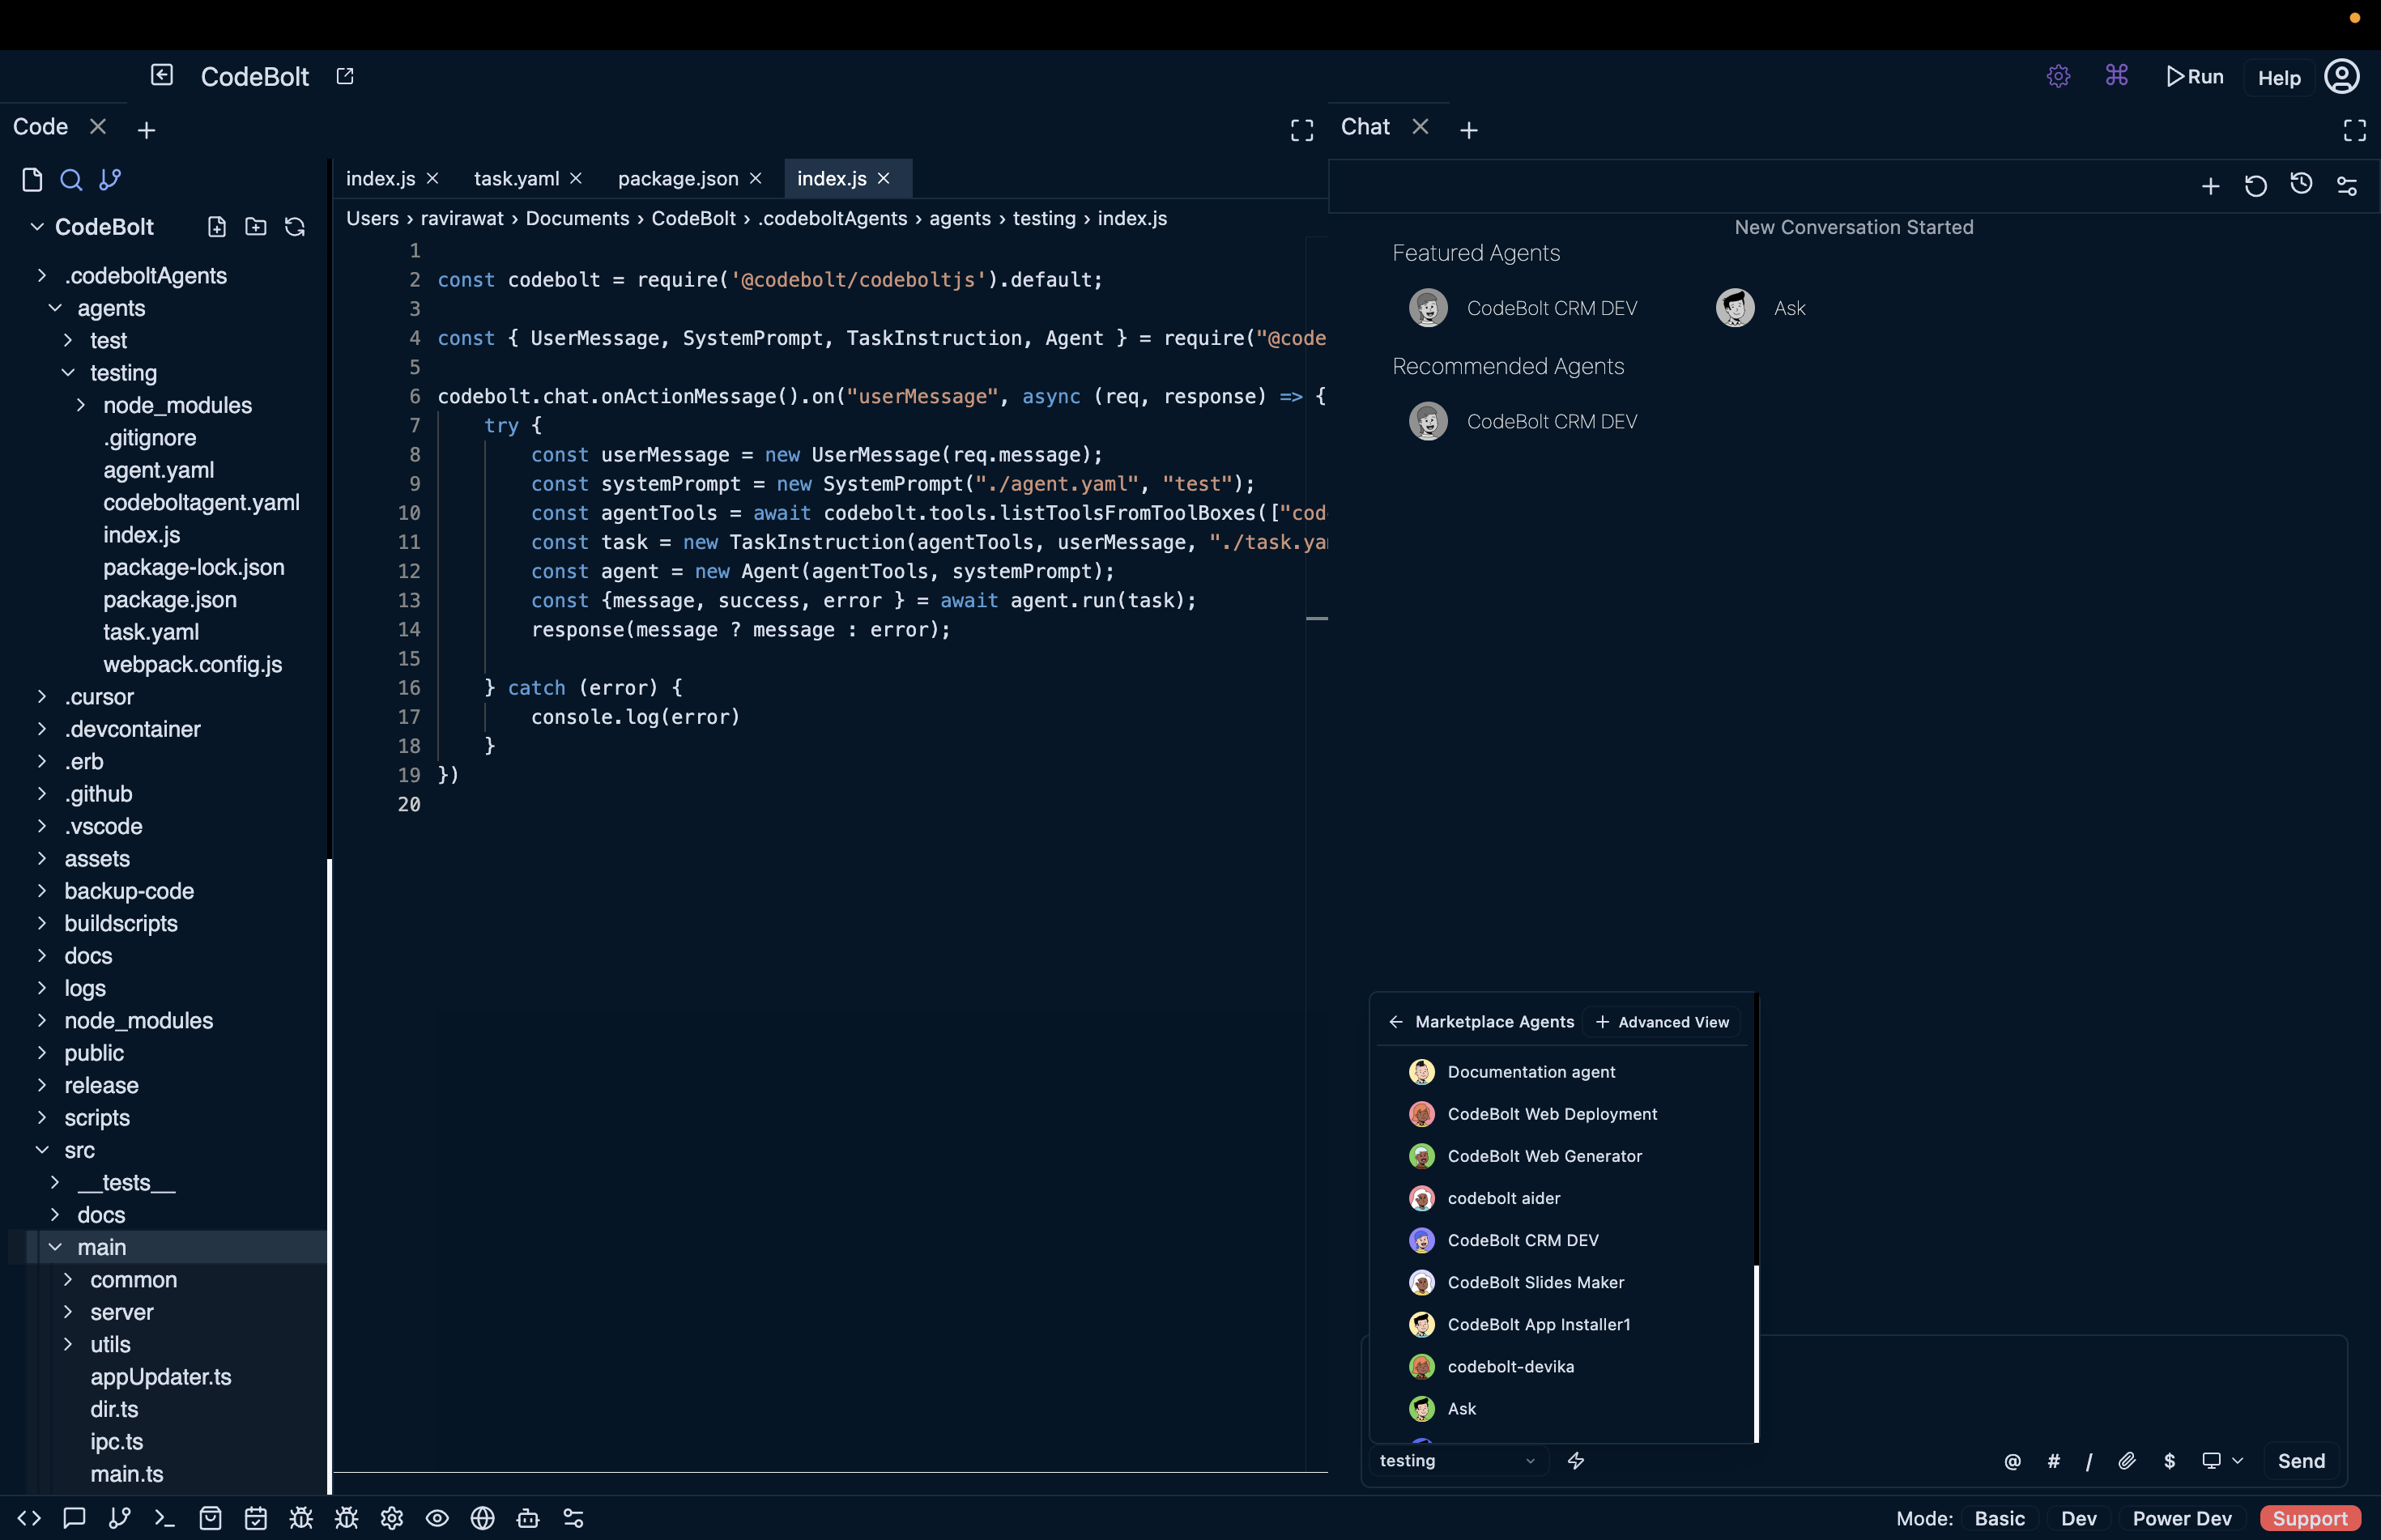 CodeBolt
Run
Help
Code
Chat
index.js
task.yaml
package.json
index.js
CodeBolt
Users › ravirawat › Documents › CodeBolt › .codeboltAgents › agents › testing › index.js
.codeboltAgents
agents
test
testing
node_modules
.gitignore
agent.yaml
codeboltagent.yaml
index.js
package-lock.json
package.json
task.yaml
webpack.config.js
.cursor
.devcontainer
.erb
.github
.vscode
assets
backup-code
buildscripts
docs
logs
node_modules
public
release
scripts
src
__tests__
docs
main
common
server
utils
appUpdater.ts
dir.ts
ipc.ts
main.ts
1
2 const codebolt = require('@codebolt/codeboltjs').default;
3
4 const { UserMessage, SystemPrompt, TaskInstruction, Agent } = require("@code
5
6 codebolt.chat.onActionMessage().on("userMessage", async (req, response) => {
7 try {
8 const userMessage = new UserMessage(req.message);
9 const systemPrompt = new SystemPrompt("./agent.yaml", "test");
10 const agentTools = await codebolt.tools.listToolsFromToolBoxes(["cod
11 const task = new TaskInstruction(agentTools, userMessage, "./task.ya
12 const agent = new Agent(agentTools, systemPrompt);
13 const {message, success, error } = await agent.run(task);
14 response(message ? message : error);
15
16 } catch (error) {
17 console.log(error)
18 }
19 })
20
New Conversation Started
Featured Agents
CodeBolt CRM DEV
Ask
Recommended Agents
CodeBolt CRM DEV
Marketplace Agents
Advanced View
Documentation agent
CodeBolt Web Deployment
CodeBolt Web Generator
codebolt aider
CodeBolt CRM DEV
CodeBolt Slides Maker
CodeBolt App Installer1
codebolt-devika
Ask
testing
@ # / $
Send
Mode: Basic Dev Power Dev Support